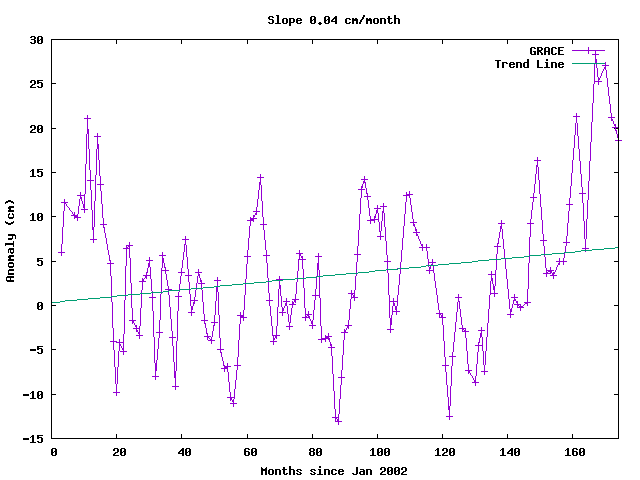 Slope 0.04 cm/month
GRACE
Trend Line
30
25
20
15
10
5
0
-5
-10
-15
Anomaly (cm)
0 20 40 60 80 100 120 140 160
Months since Jan 2002